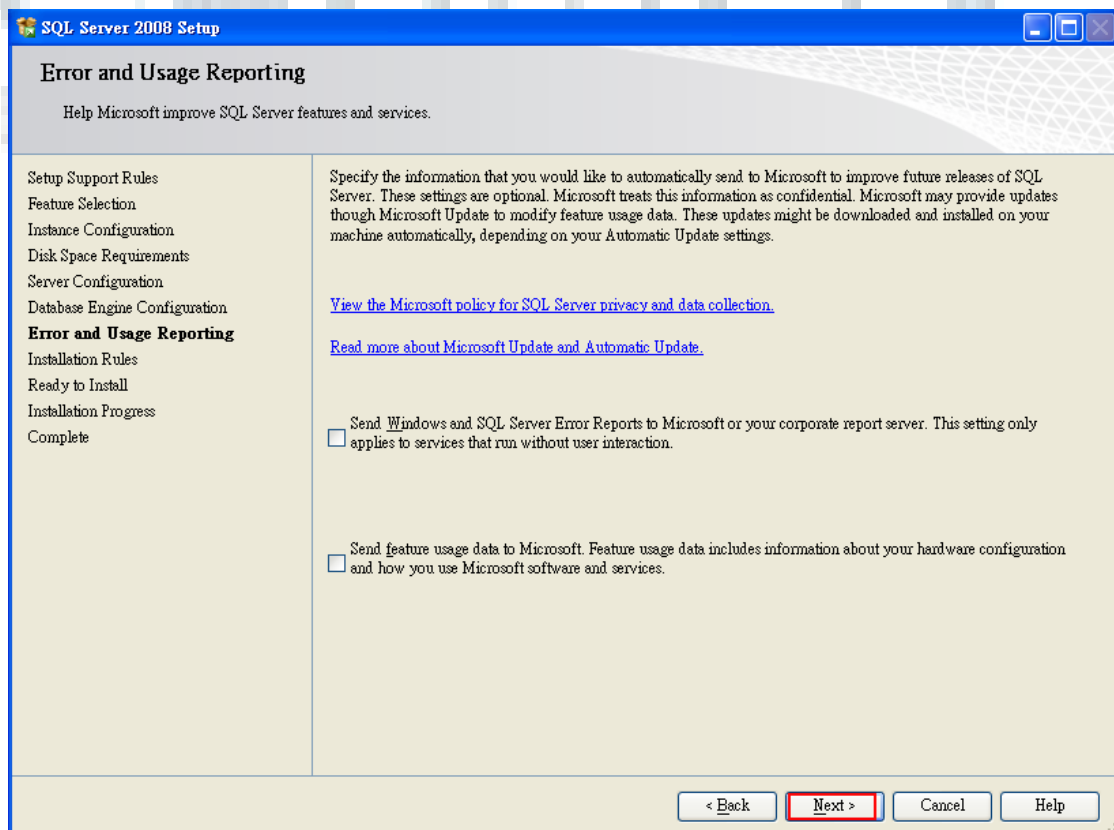 SQL Server 2008 Setup
Error and Usage Reporting
Help Microsoft improve SQL Server features and services.
Setup Support Rules
Feature Selection
Instance Configuration
Disk Space Requirements
Server Configuration
Database Engine Configuration
Error and Usage Reporting
Installation Rules
Ready to Install
Installation Progress
Complete
Specify the information that you would like to automatically send to Microsoft to improve future releases of SQL
Server. These settings are optional. Microsoft treats this information as confidential. Microsoft may provide updates
though Microsoft Update to modify feature usage data. These updates might be downloaded and installed on your
machine automatically, depending on your Automatic Update settings.
View the Microsoft policy for SQL Server privacy and data collection.
Read more about Microsoft Update and Automatic Update.
Send Windows and SQL Server Error Reports to Microsoft or your corporate report server. This setting only
applies to services that run without user interaction.
Send feature usage data to Microsoft. Feature usage data includes information about your hardware configuration
and how you use Microsoft software and services.
< Back
Next >
Cancel
Help